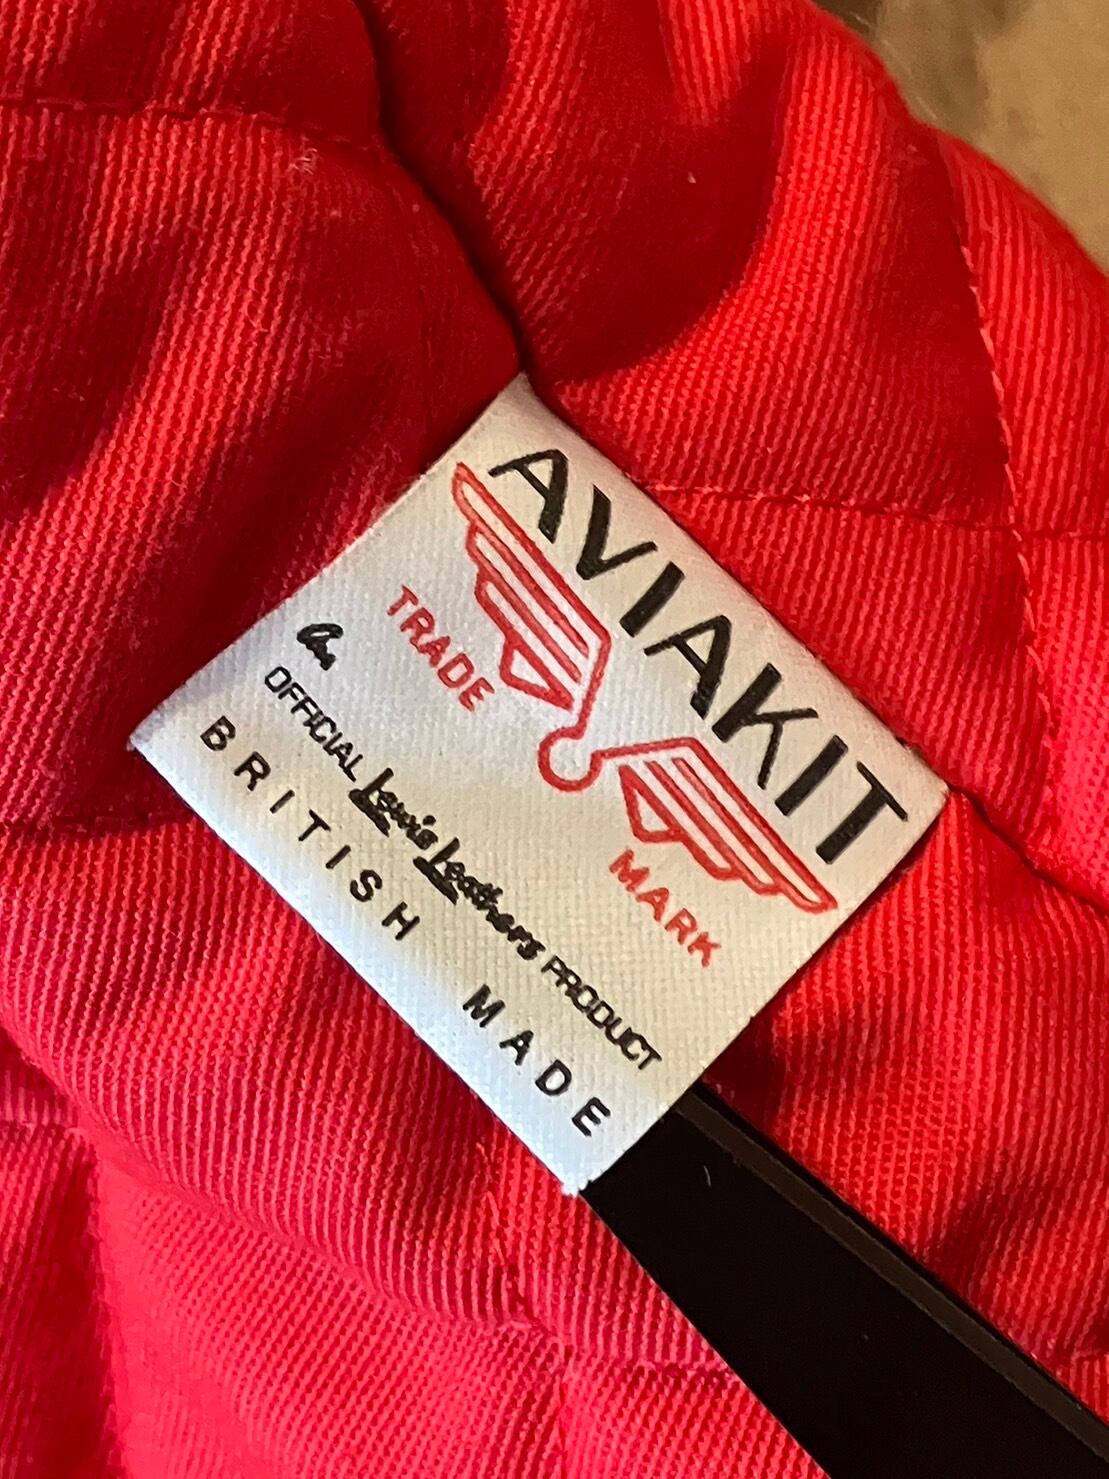 AVIAKIT
TRADE MARK
An
OFFICIAL Lewis Leathers PRODUCT
BRITISH MADE